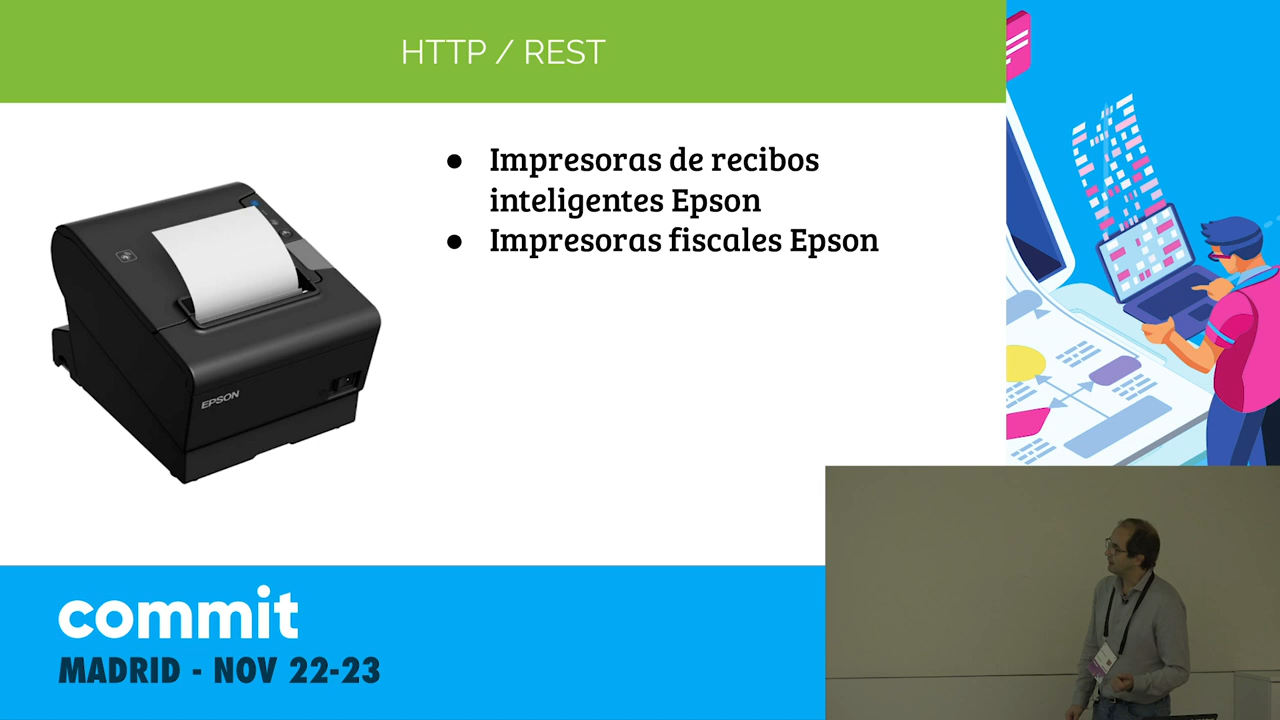 HTTP / REST
● Impresoras de recibos
inteligentes Epson
● Impresoras fiscales Epson
EPSON
commit
MADRID - NOV 22-23